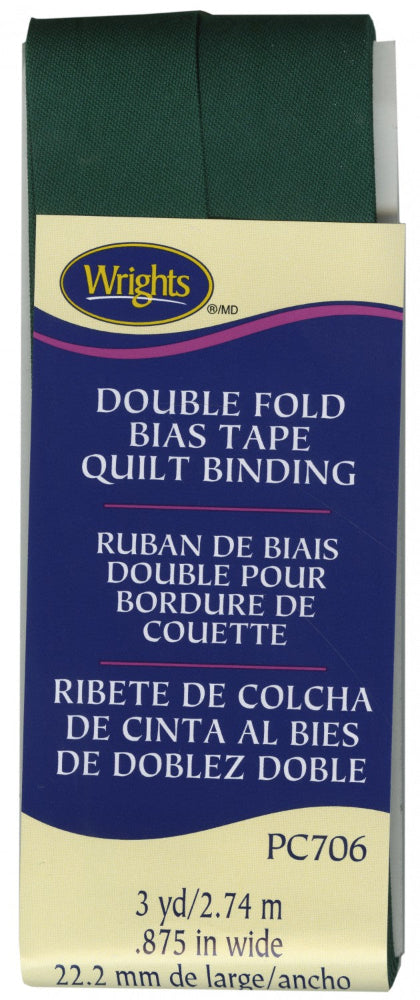 Wrights
®/MD
DOUBLE FOLD
BIAS TAPE
QUILT BINDING
RUBAN DE BIAIS
DOUBLE POUR
BORDURE DE
COUETTE
RIBETE DE COLCHA
DE CINTA AL BIES
DE DOBLEZ DOBLE
PC706
3 yd/2.74 m
.875 in wide
22.2 mm de large/ancho